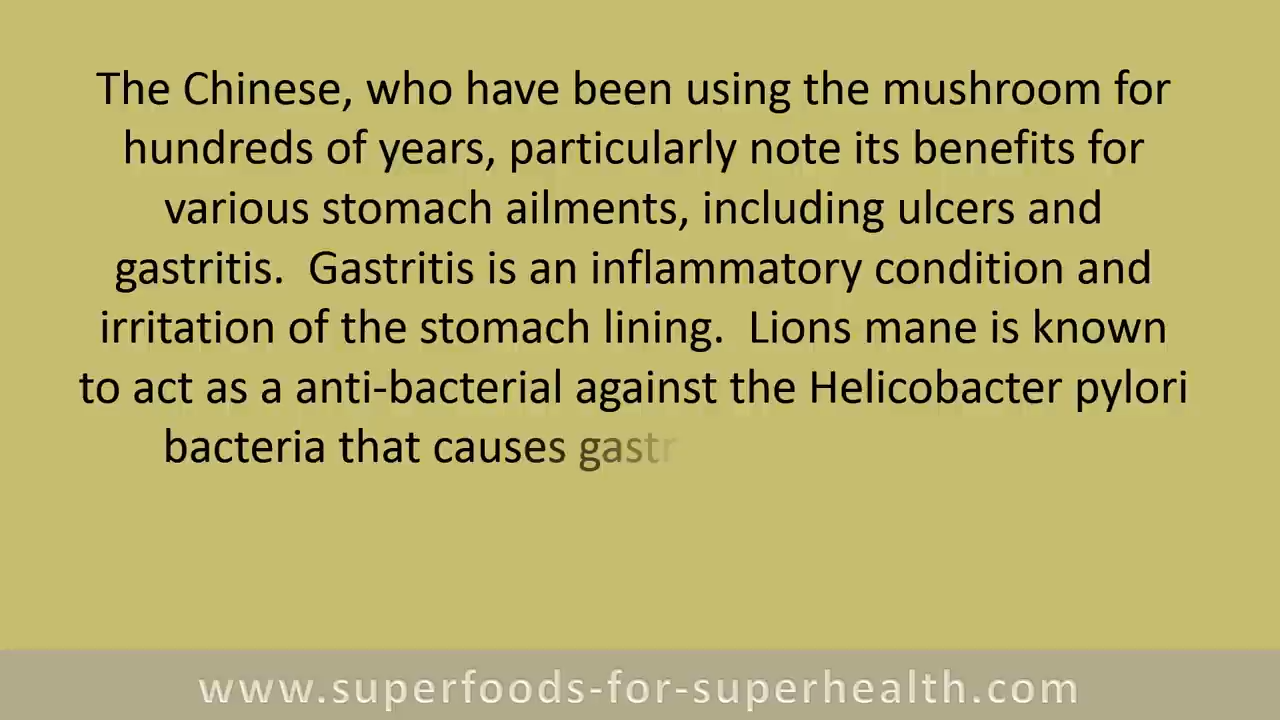 The Chinese, who have been using the mushroom for
hundreds of years, particularly note its benefits for
various stomach ailments, including ulcers and
gastritis.  Gastritis is an inflammatory condition and
irritation of the stomach lining.  Lions mane is known
to act as a anti-bacterial against the Helicobacter pylori
bacteria that causes gastr
www.superfoods-for-superhealth.com